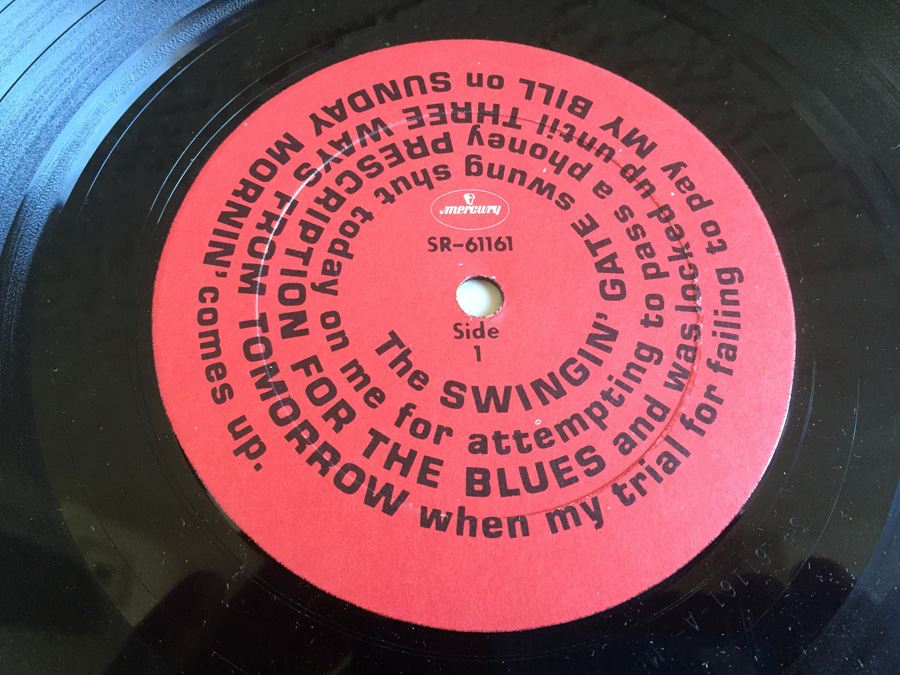 mercury
SR-61161
Side
1
The SWINGIN' GATE swung shut today on me for attempting to pass a phoney PRESCRIPTION FOR THE BLUES and was locked up until THREE WAYS FROM TOMORROW when my trial for failing to pay MY BILL on SUNDAY MORNIN' comes up.